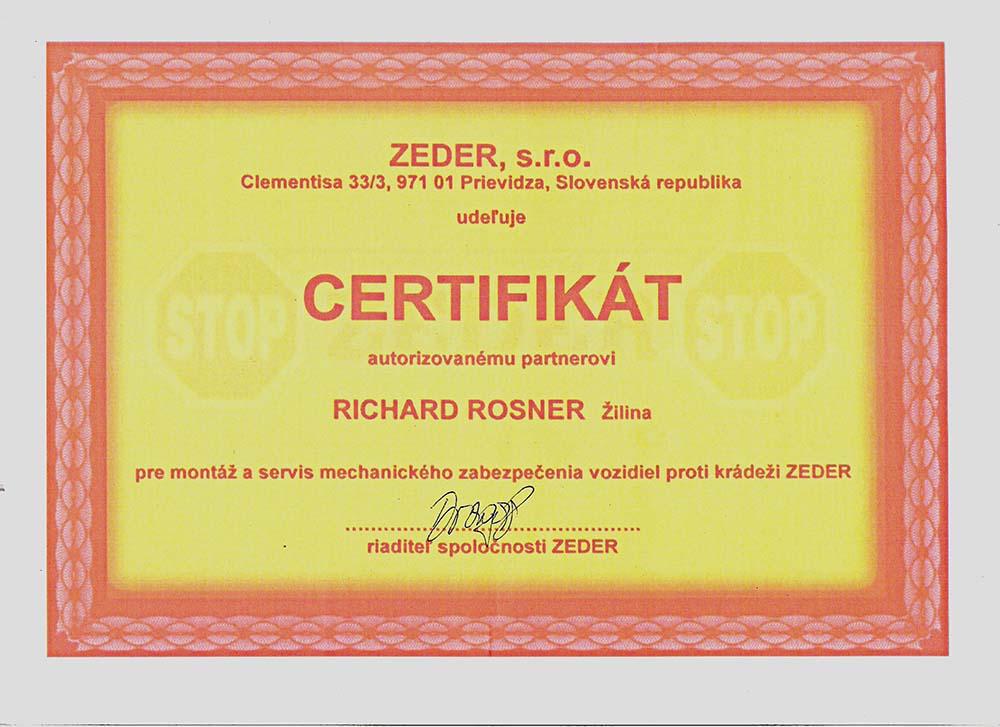 ZEDER, s.r.o.
Clementisa 33/3, 971 01 Prievidza, Slovenská republika
udeľuje
CERTIFIKÁT
STOP
STOP
autorizovanému partnerovi
RICHARD ROSNER Žilina
pre montáž a servis mechanického zabezpečenia vozidiel proti krádeži ZEDER
riaditeľ spoločnosti ZEDER